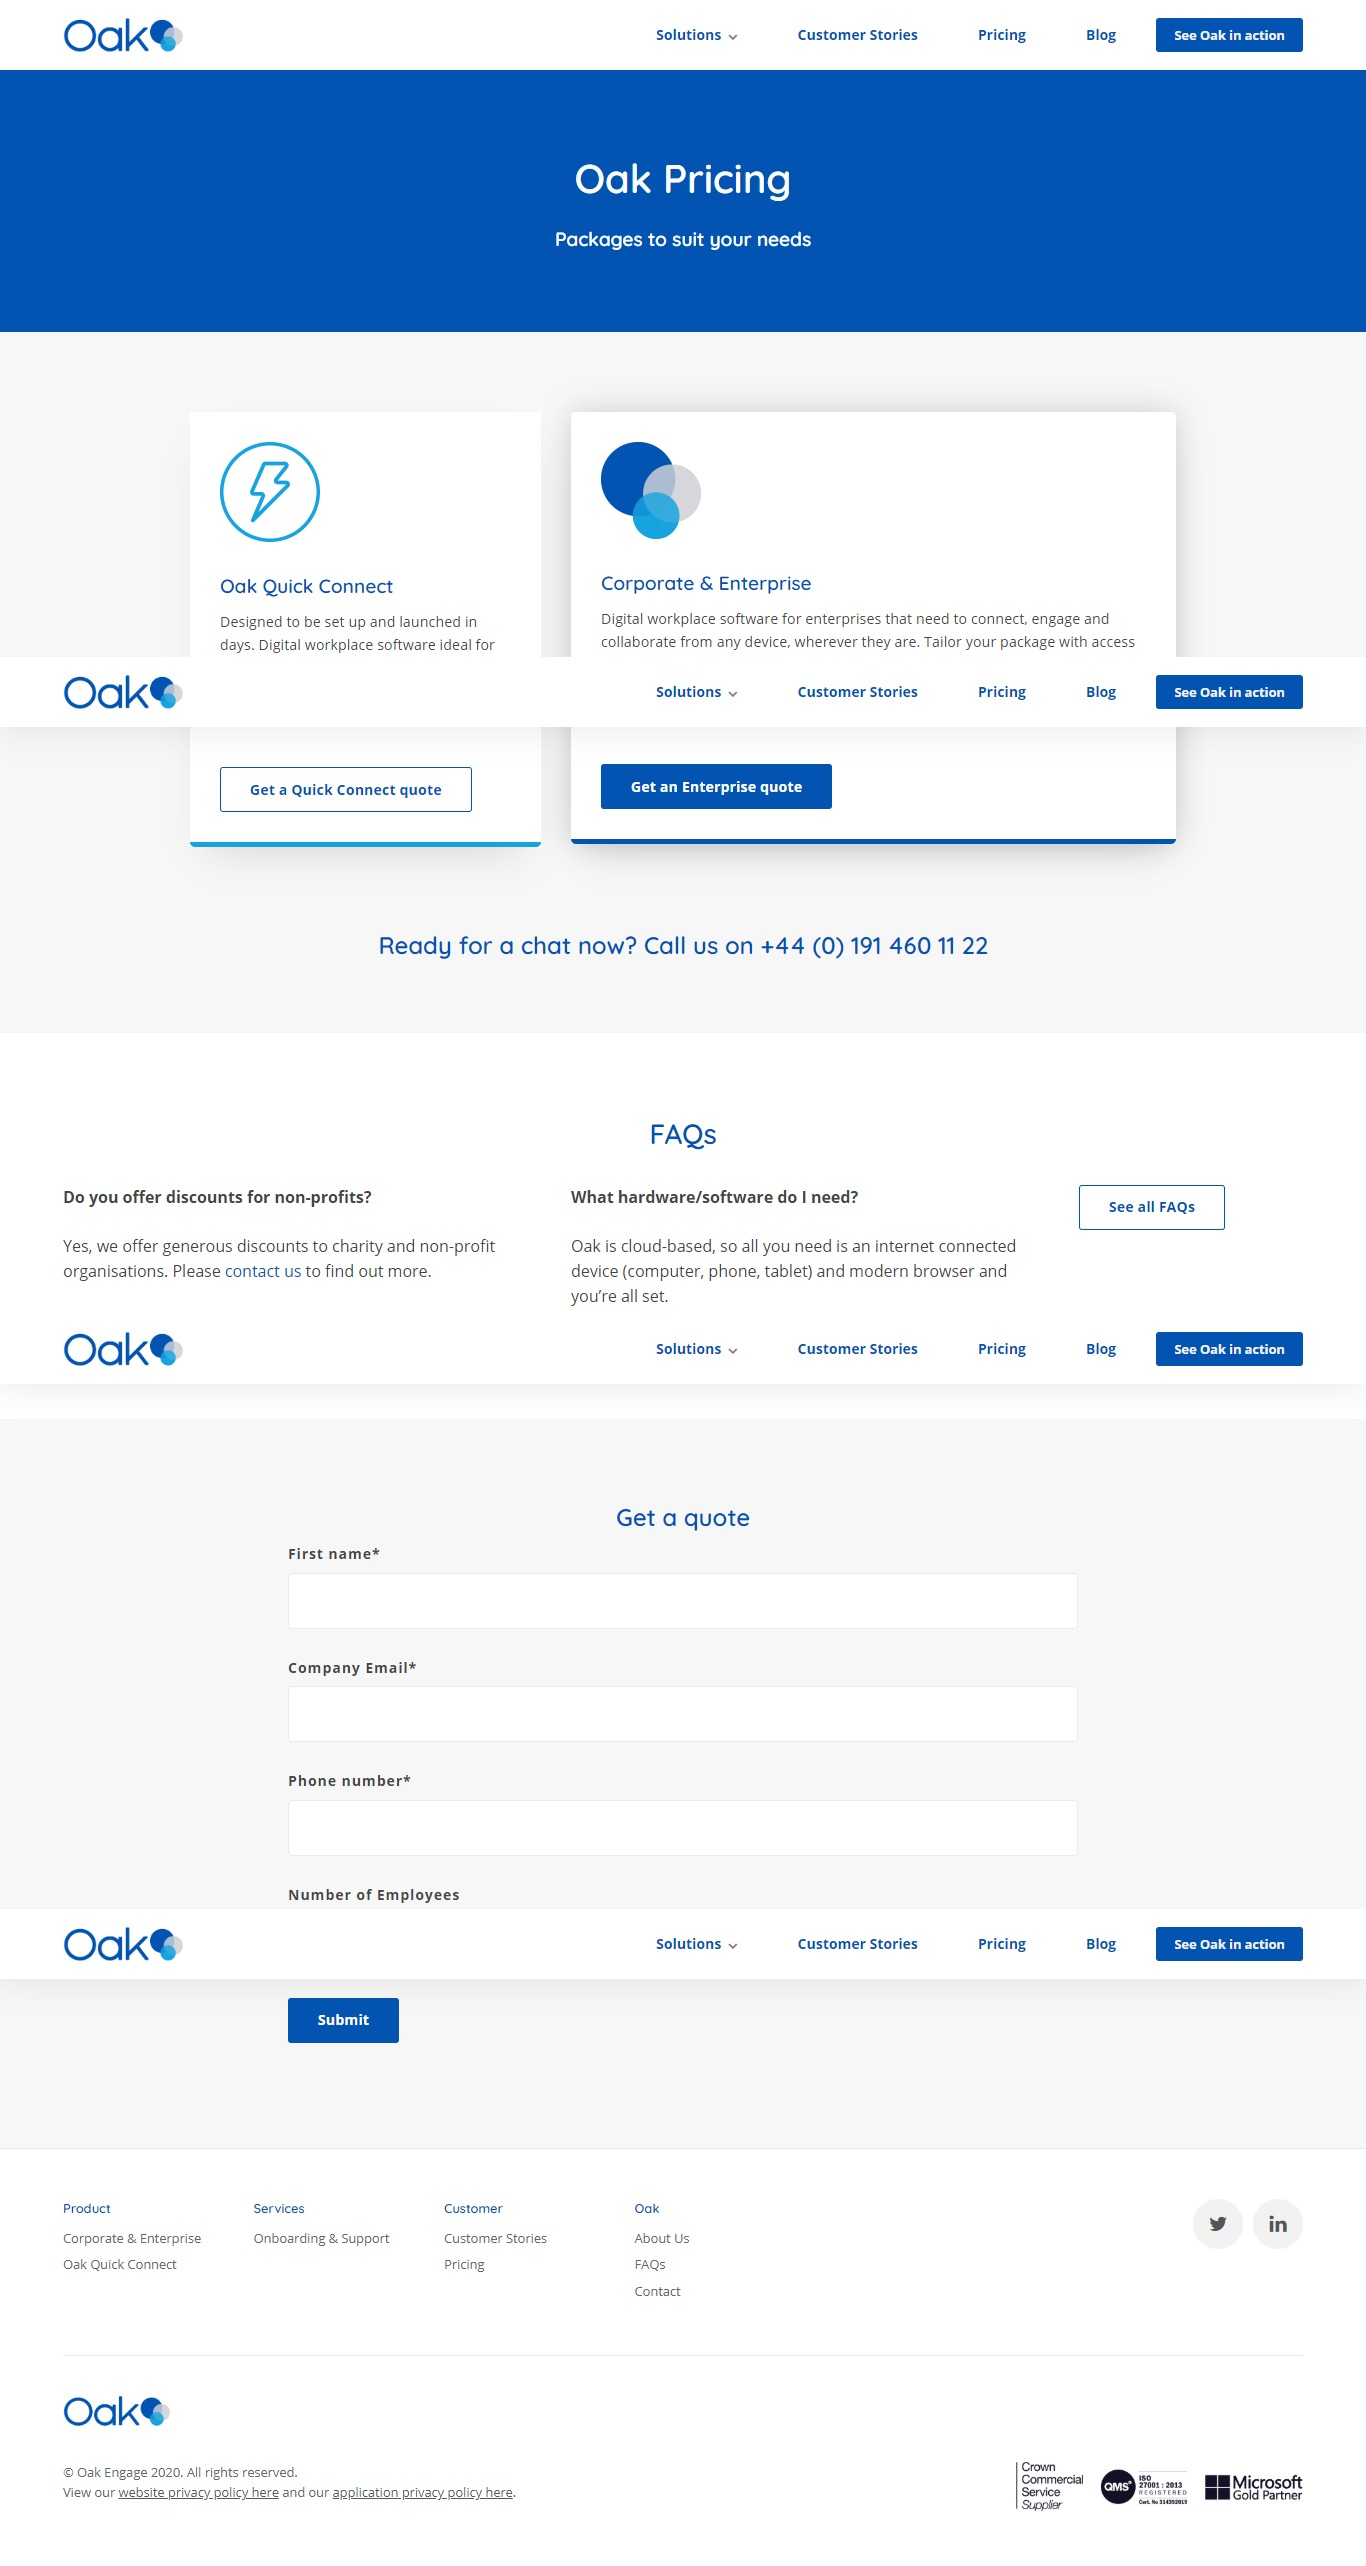 Oak
Solutions
Customer Stories
Pricing
Blog
See Oak in action
Oak Pricing
Packages to suit your needs
Oak Quick Connect
Designed to be set up and launched in
days. Digital workplace software ideal for
Corporate & Enterprise
Digital workplace software for enterprises that need to connect, engage and
collaborate from any device, wherever they are. Tailor your package with access
Oak
Solutions
Customer Stories
Pricing
Blog
See Oak in action
Get a Quick Connect quote
Get an Enterprise quote
Ready for a chat now? Call us on +44 (0) 191 460 11 22
FAQs
Do you offer discounts for non-profits?
Yes, we offer generous discounts to charity and non-profit
organisations. Please contact us to find out more.
What hardware/software do I need?
Oak is cloud-based, so all you need is an internet connected
device (computer, phone, tablet) and modern browser and
you’re all set.
See all FAQs
Oak
Solutions
Customer Stories
Pricing
Blog
See Oak in action
Get a quote
First name*
Company Email*
Phone number*
Number of Employees
Oak
Solutions
Customer Stories
Pricing
Blog
See Oak in action
Submit
Product
Corporate & Enterprise
Oak Quick Connect
Services
Onboarding & Support
Customer
Customer Stories
Pricing
Oak
About Us
FAQs
Contact
in
Oak
© Oak Engage 2020. All rights reserved.
View our website privacy policy here and our application privacy policy here.
Crown
Commercial
Service
Supplier
QMS
ISO
27001 : 2013
REGISTERED
Cert. No 314392019
Microsoft
Gold Partner